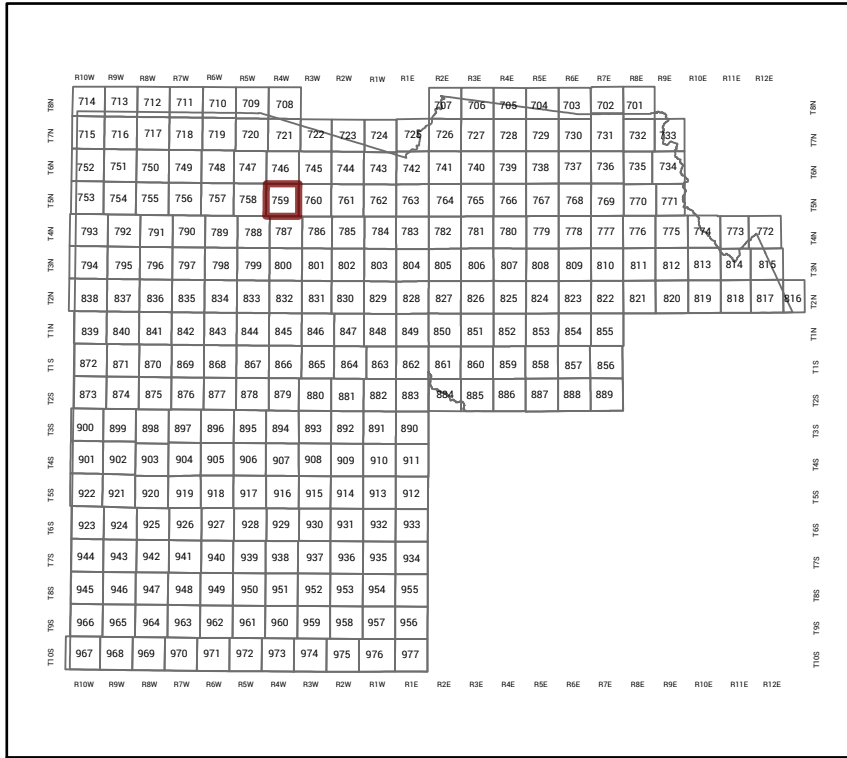 R10W R9W R8W R7W R6W R5W R4W R3W R2W R1W R1E R2E R3E R4E R5E R6E R7E R8E R9E R10E R11E R12E
T8N 714 713 712 711 710 709 708 707 706 705 704 703 702 701 T8N
T7N 715 716 717 718 719 720 721 722 723 724 725 726 727 728 729 730 731 732 733 T7N
T6N 752 751 750 749 748 747 746 745 744 743 742 741 740 739 738 737 736 735 734 T6N
T5N 753 754 755 756 757 758 759 760 761 762 763 764 765 766 767 768 769 770 771 T5N
T4N 793 792 791 790 789 788 787 786 785 784 783 782 781 780 779 778 777 776 775 774 773 772 T4N
T3N 794 795 796 797 798 799 800 801 802 803 804 805 806 807 808 809 810 811 812 813 814 815 T3N
T2N 838 837 836 835 834 833 832 831 830 829 828 827 826 825 824 823 822 821 820 819 818 817 816 T2N
T1N 839 840 841 842 843 844 845 846 847 848 849 850 851 852 853 854 855 T1N
T1S 872 871 870 869 868 867 866 865 864 863 862 861 860 859 858 857 856 T1S
T2S 873 874 875 876 877 878 879 880 881 882 883 884 885 886 887 888 889 T2S
T3S 900 899 898 897 896 895 894 893 892 891 890 T3S
T4S 901 902 903 904 905 906 907 908 909 910 911 T4S
T5S 922 921 920 919 918 917 916 915 914 913 912 T5S
T6S 923 924 925 926 927 928 929 930 931 932 933 T6S
T7S 944 943 942 941 940 939 938 937 936 935 934 T7S
T8S 945 946 947 948 949 950 951 952 953 954 955 T8S
T9S 966 965 964 963 962 961 960 959 958 957 956 T9S
T10S 967 968 969 970 971 972 973 974 975 976 977 T10S
R10W R9W R8W R7W R6W R5W R4W R3W R2W R1W R1E R2E R3E R4E R5E R6E R7E R8E R9E R10E R11E R12E